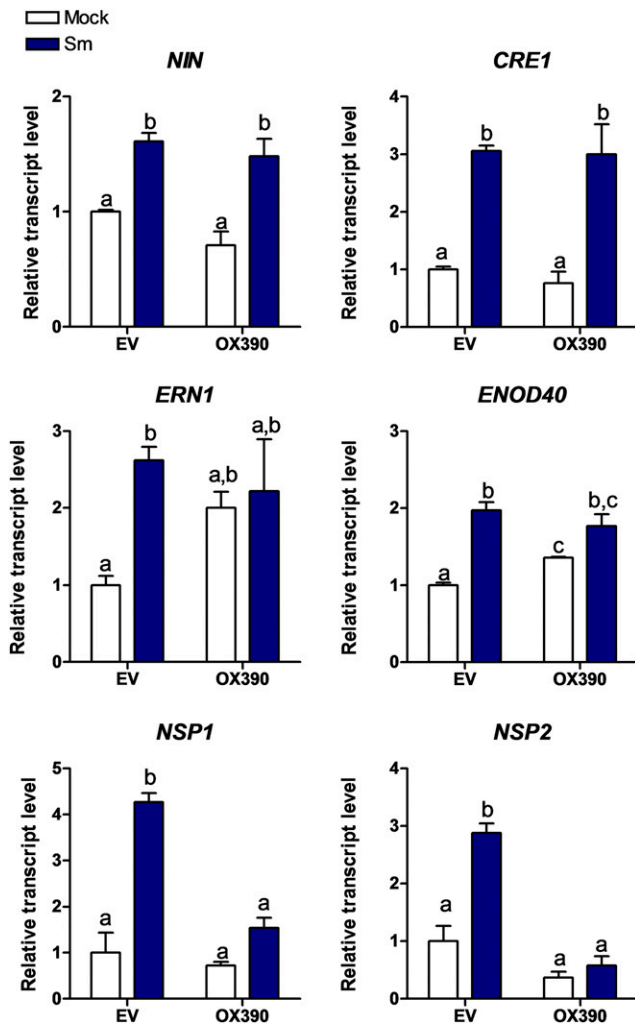 Mock
Sm
NIN
CRE1
Relative transcript level
2
1
0
a
b
a
b
EV
OX390
Relative transcript level
4
3
2
1
0
a
b
a
b
EV
OX390
ERN1
ENOD40
Relative transcript level
3
2
1
0
a
b
a,b
a,b
EV
OX390
Relative transcript level
3
2
1
0
a
b
c
b,c
EV
OX390
NSP1
NSP2
Relative transcript level
5
4
3
2
1
0
a
b
a
a
EV
OX390
Relative transcript level
4
3
2
1
0
a
b
a
a
EV
OX390